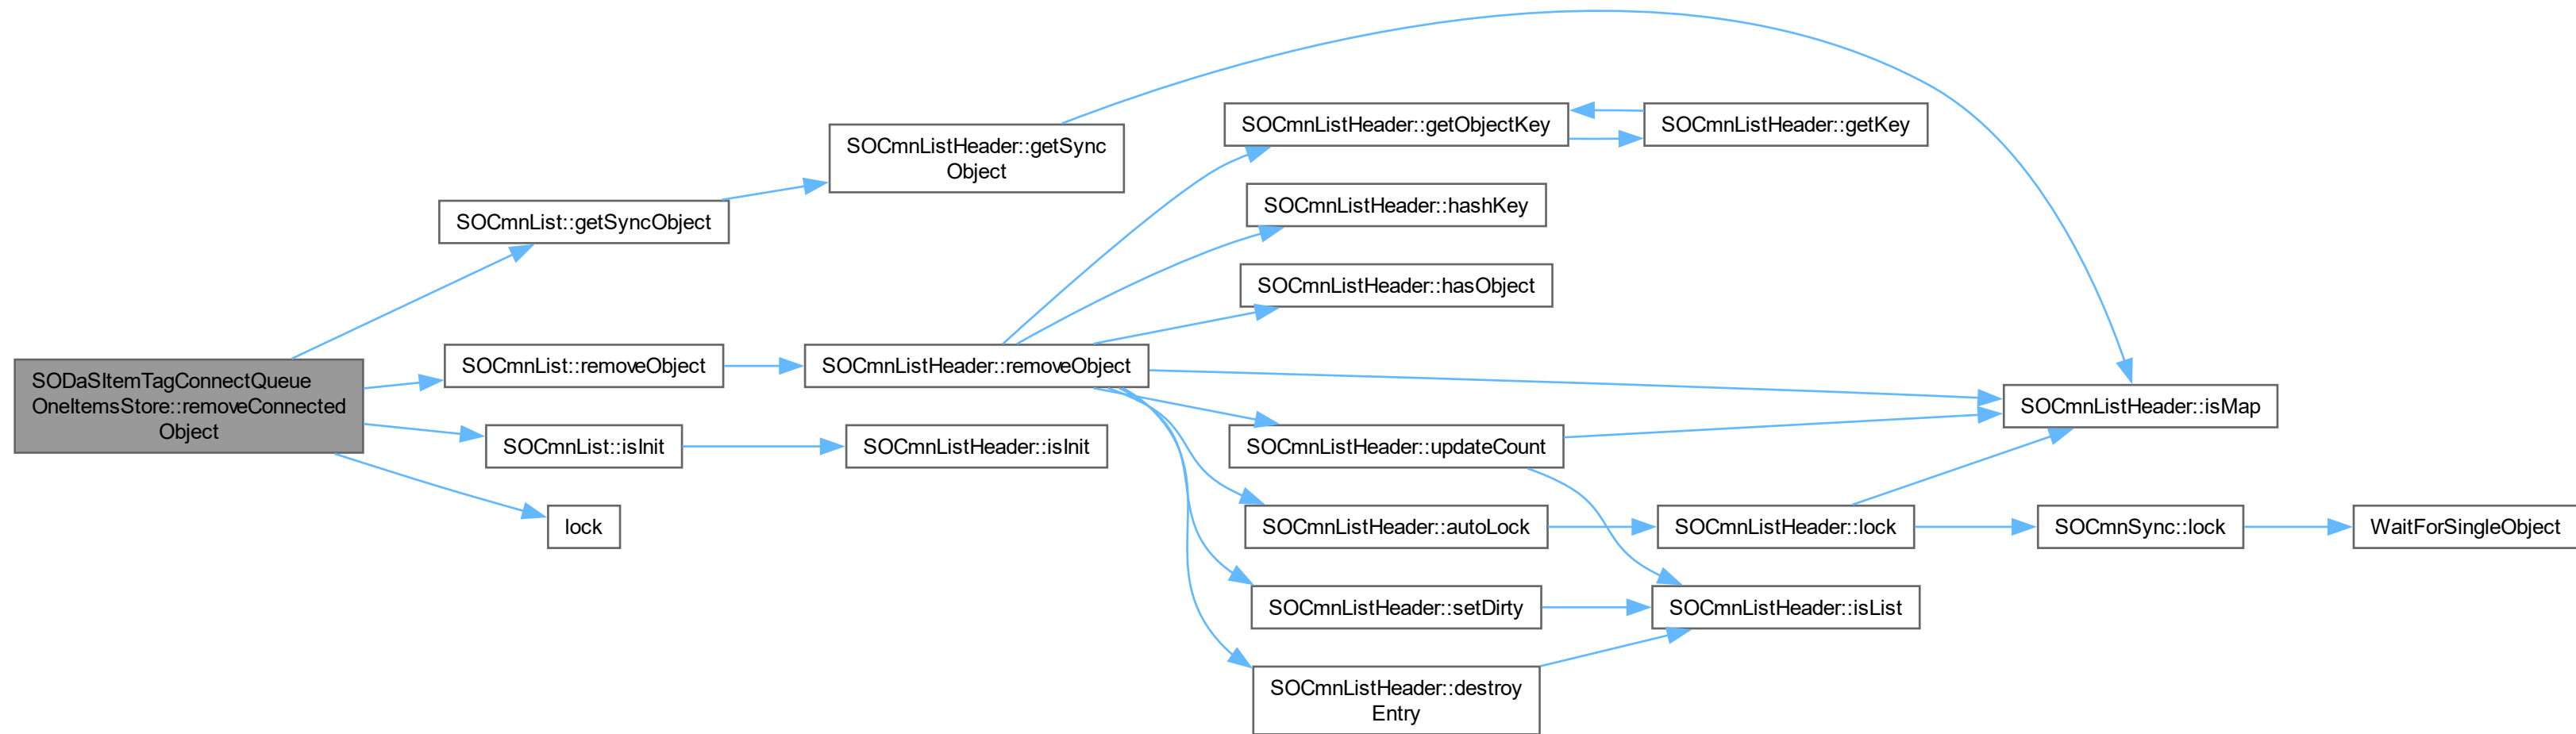 SODaSItemTagConnectQueue
OneItemsStore::removeConnected
Object
SOCmnList::getSyncObject
SOCmnListHeader::getSync
Object
SOCmnListHeader::isMap
SOCmnList::removeObject
SOCmnListHeader::removeObject
SOCmnListHeader::getObjectKey
SOCmnListHeader::getKey
SOCmnListHeader::hashKey
SOCmnListHeader::hasObject
SOCmnListHeader::updateCount
SOCmnListHeader::autoLock
SOCmnListHeader::lock
SOCmnSync::lock
WaitForSingleObject
SOCmnListHeader::setDirty
SOCmnListHeader::isList
SOCmnListHeader::destroy
Entry
SOCmnList::isInit
SOCmnListHeader::isInit
lock